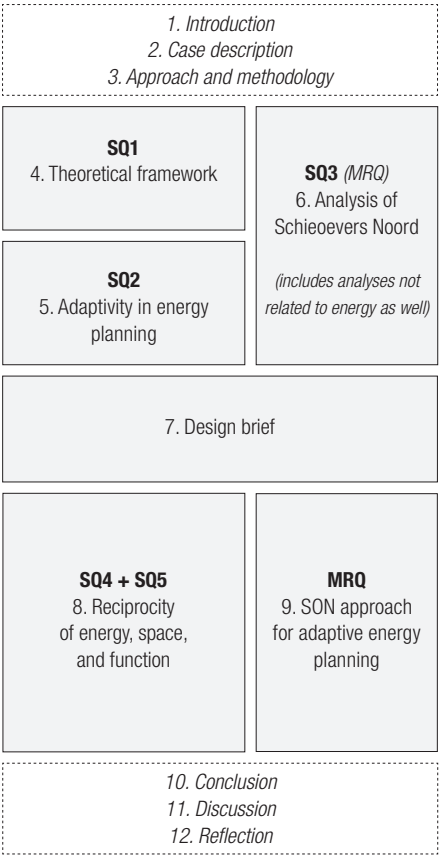 1. Introduction
2. Case description
3. Approach and methodology
SQ1
4. Theoretical framework
SQ2
5. Adaptivity in energy
planning
SQ3 (MRQ)
6. Analysis of
Schieoevers Noord
(includes analyses not
related to energy as well)
7. Design brief
SQ4 + SQ5
8. Reciprocity
of energy, space,
and function
MRQ
9. SON approach
for adaptive energy
planning
10. Conclusion
11. Discussion
12. Reflection